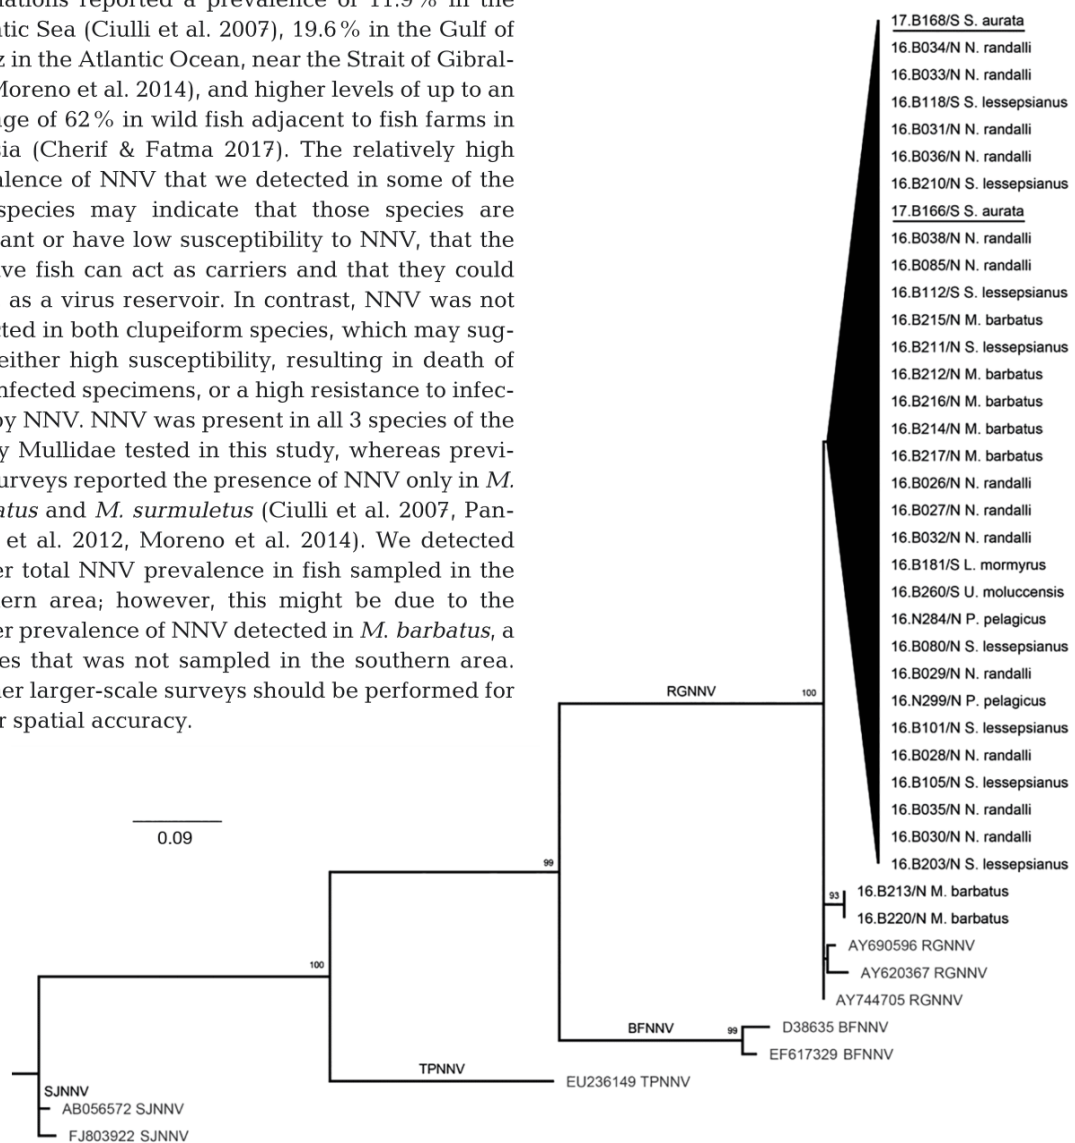 reported a prevalence of 11.9% in the
Sea (Ciulli et al. 2007), 19.6% in the Gulf of
in the Atlantic Ocean, near the Strait of Gibral-
et al. 2014), and higher levels of up to an
of 62% in wild fish adjacent to fish farms in
(Cherif & Fatma 2017). The relatively high
of NNV that we detected in some of the
species may indicate that those species are
or have low susceptibility to NNV, that the
fish can act as carriers and that they could
as a virus reservoir. In contrast, NNV was not
in both clupeiform species, which may sug-
either high susceptibility, resulting in death of
specimens, or a high resistance to infec-
by NNV. NNV was present in all 3 species of the
Mullidae tested in this study, whereas previ-
reported the presence of NNV only in M.
and M. surmuletus (Ciulli et al. 2007, Pan-
et al. 2012, Moreno et al. 2014). We detected
total NNV prevalence in fish sampled in the
area; however, this might be due to the
prevalence of NNV detected in M. barbatus, a
that was not sampled in the southern area.
larger-scale surveys should be performed for
spatial accuracy.
17.B168/S S. aurata
16.B034/N N. randalli
16.B033/N N. randalli
16.B118/S S. lessepsianus
16.B031/N N. randalli
16.B036/N N. randalli
16.B210/N S. lessepsianus
17.B166/S S. aurata
16.B038/N N. randalli
16.B085/N N. randalli
16.B112/S S. lessepsianus
16.B215/N M. barbatus
16.B211/N S. lessepsianus
16.B212/N M. barbatus
16.B216/N M. barbatus
16.B214/N M. barbatus
16.B217/N M. barbatus
16.B026/N N. randalli
16.B027/N N. randalli
16.B032/N N. randalli
16.B181/S L. mormyrus
16.B260/S U. moluccensis
16.N284/N P. pelagicus
16.B080/N S. lessepsianus
16.B029/N N. randalli
16.N299/N P. pelagicus
16.B101/N S. lessepsianus
16.B028/N N. randalli
16.B105/N S. lessepsianus
16.B035/N N. randalli
16.B030/N N. randalli
16.B203/N S. lessepsianus
16.B213/N M. barbatus
16.B220/N M. barbatus
AY690596 RGNNV
AY620367 RGNNV
AY744705 RGNNV
D38635 BFNNV
EF617329 BFNNV
EU236149 TPNNV
AB056572 SJNNV
FJ803922 SJNNV
RGNNV
100
93
99
BFNNV
99
100
TPNNV
SJNNV
0.09